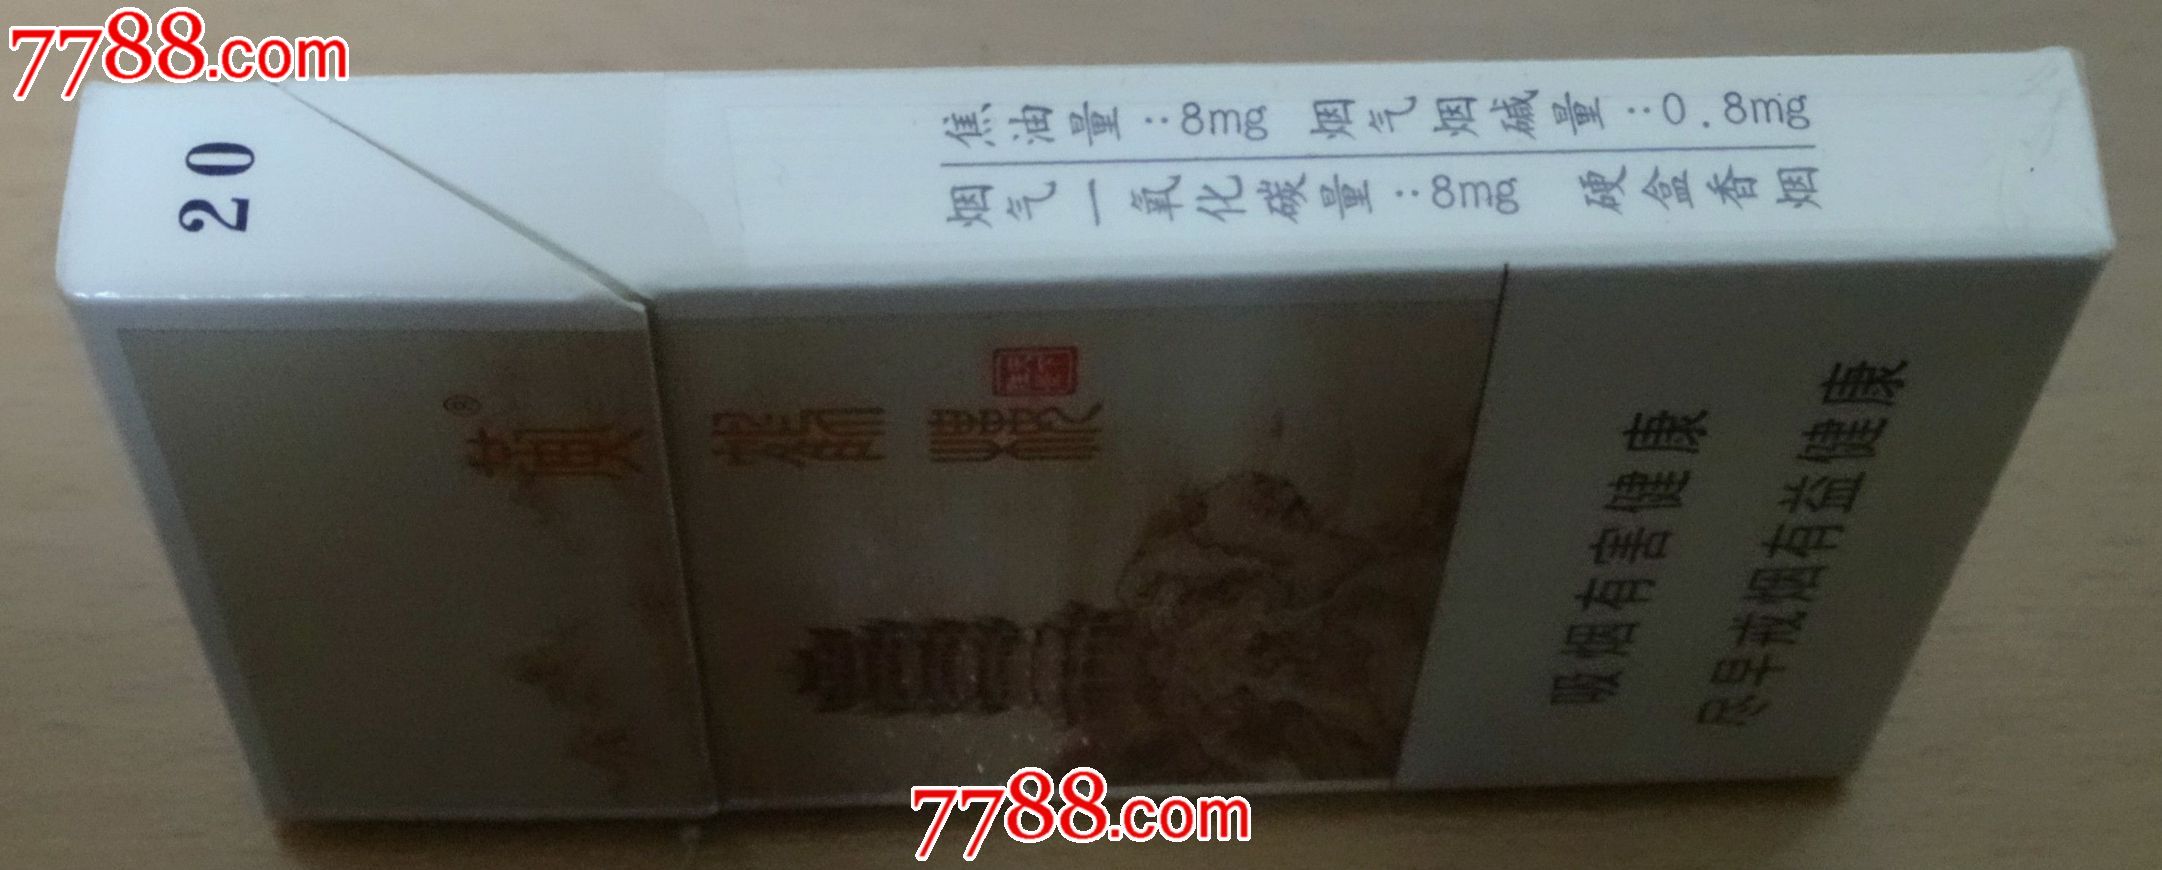 7788.com
20
焦油量:8mg 烟气烟碱量:0.8mg
烟气一氧化碳量:8mg 硬盒香烟
黄鶴樓
®
吸烟有害健康
尽早戒烟有益健康
7788.com